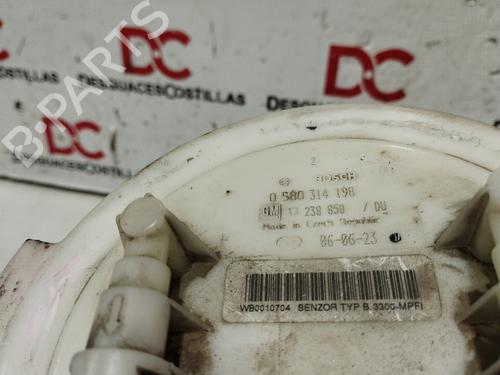 DC
DESGUACESCOSTILLAS
DC
DC
B-PARTS
2
BOSCH
0 580 314 198
GM 13 238 850 / DU
Made in Czech Republic
06-06-23
WB0010704 SENZOR TYP B.3300-MPFI